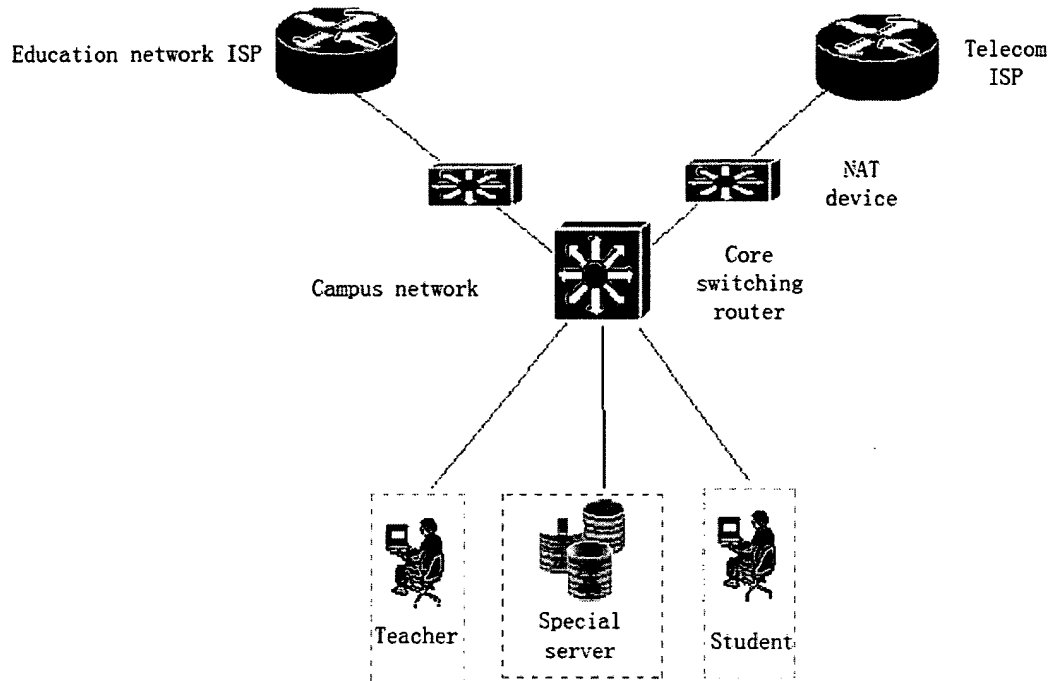 Education network ISP
Telecom
ISP
NAT
device
Core
switching
router
Campus network
Teacher
Special
server
Student